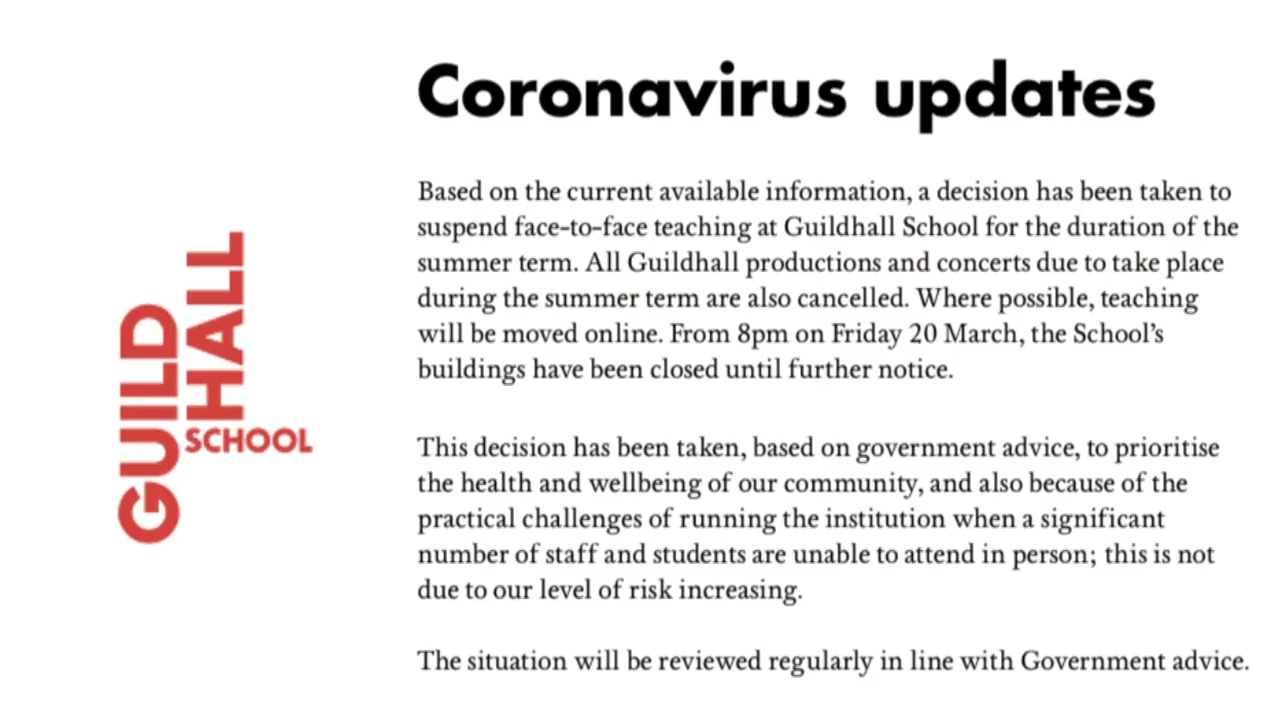 Coronavirus updates
Based on the current available information, a decision has been taken to
suspend face-to-face teaching at Guildhall School for the duration of the
summer term. All Guildhall productions and concerts due to take place
during the summer term are also cancelled. Where possible, teaching
will be moved online. From 8pm on Friday 20 March, the School’s
buildings have been closed until further notice.
This decision has been taken, based on government advice, to prioritise
the health and wellbeing of our community, and also because of the
practical challenges of running the institution when a significant
number of staff and students are unable to attend in person; this is not
due to our level of risk increasing.
The situation will be reviewed regularly in line with Government advice.
GUILD
HALL
SCHOOL